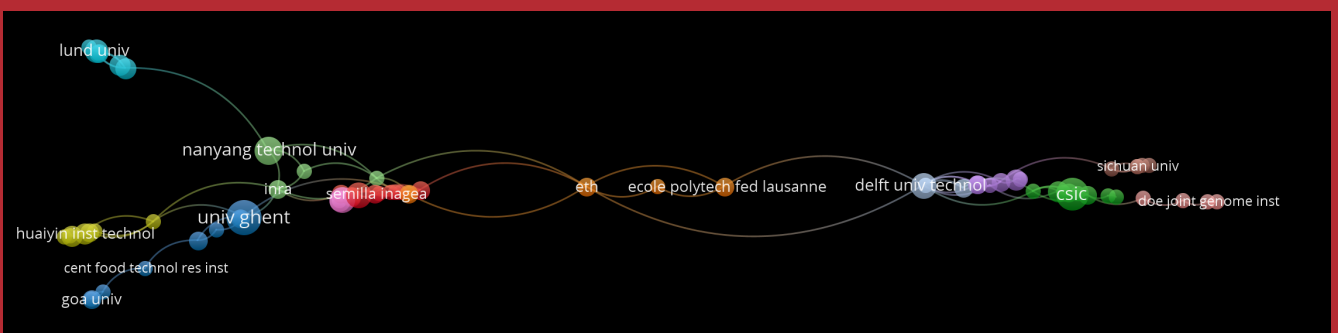 lund univ
nanyang technol univ
sichuan univ
inra
semilla inagea
eth
ecole polytech fed lausanne
delft univ technol
csic
doe joint genome inst
univ ghent
huaiyin inst technol
cent food technol res inst
goa univ